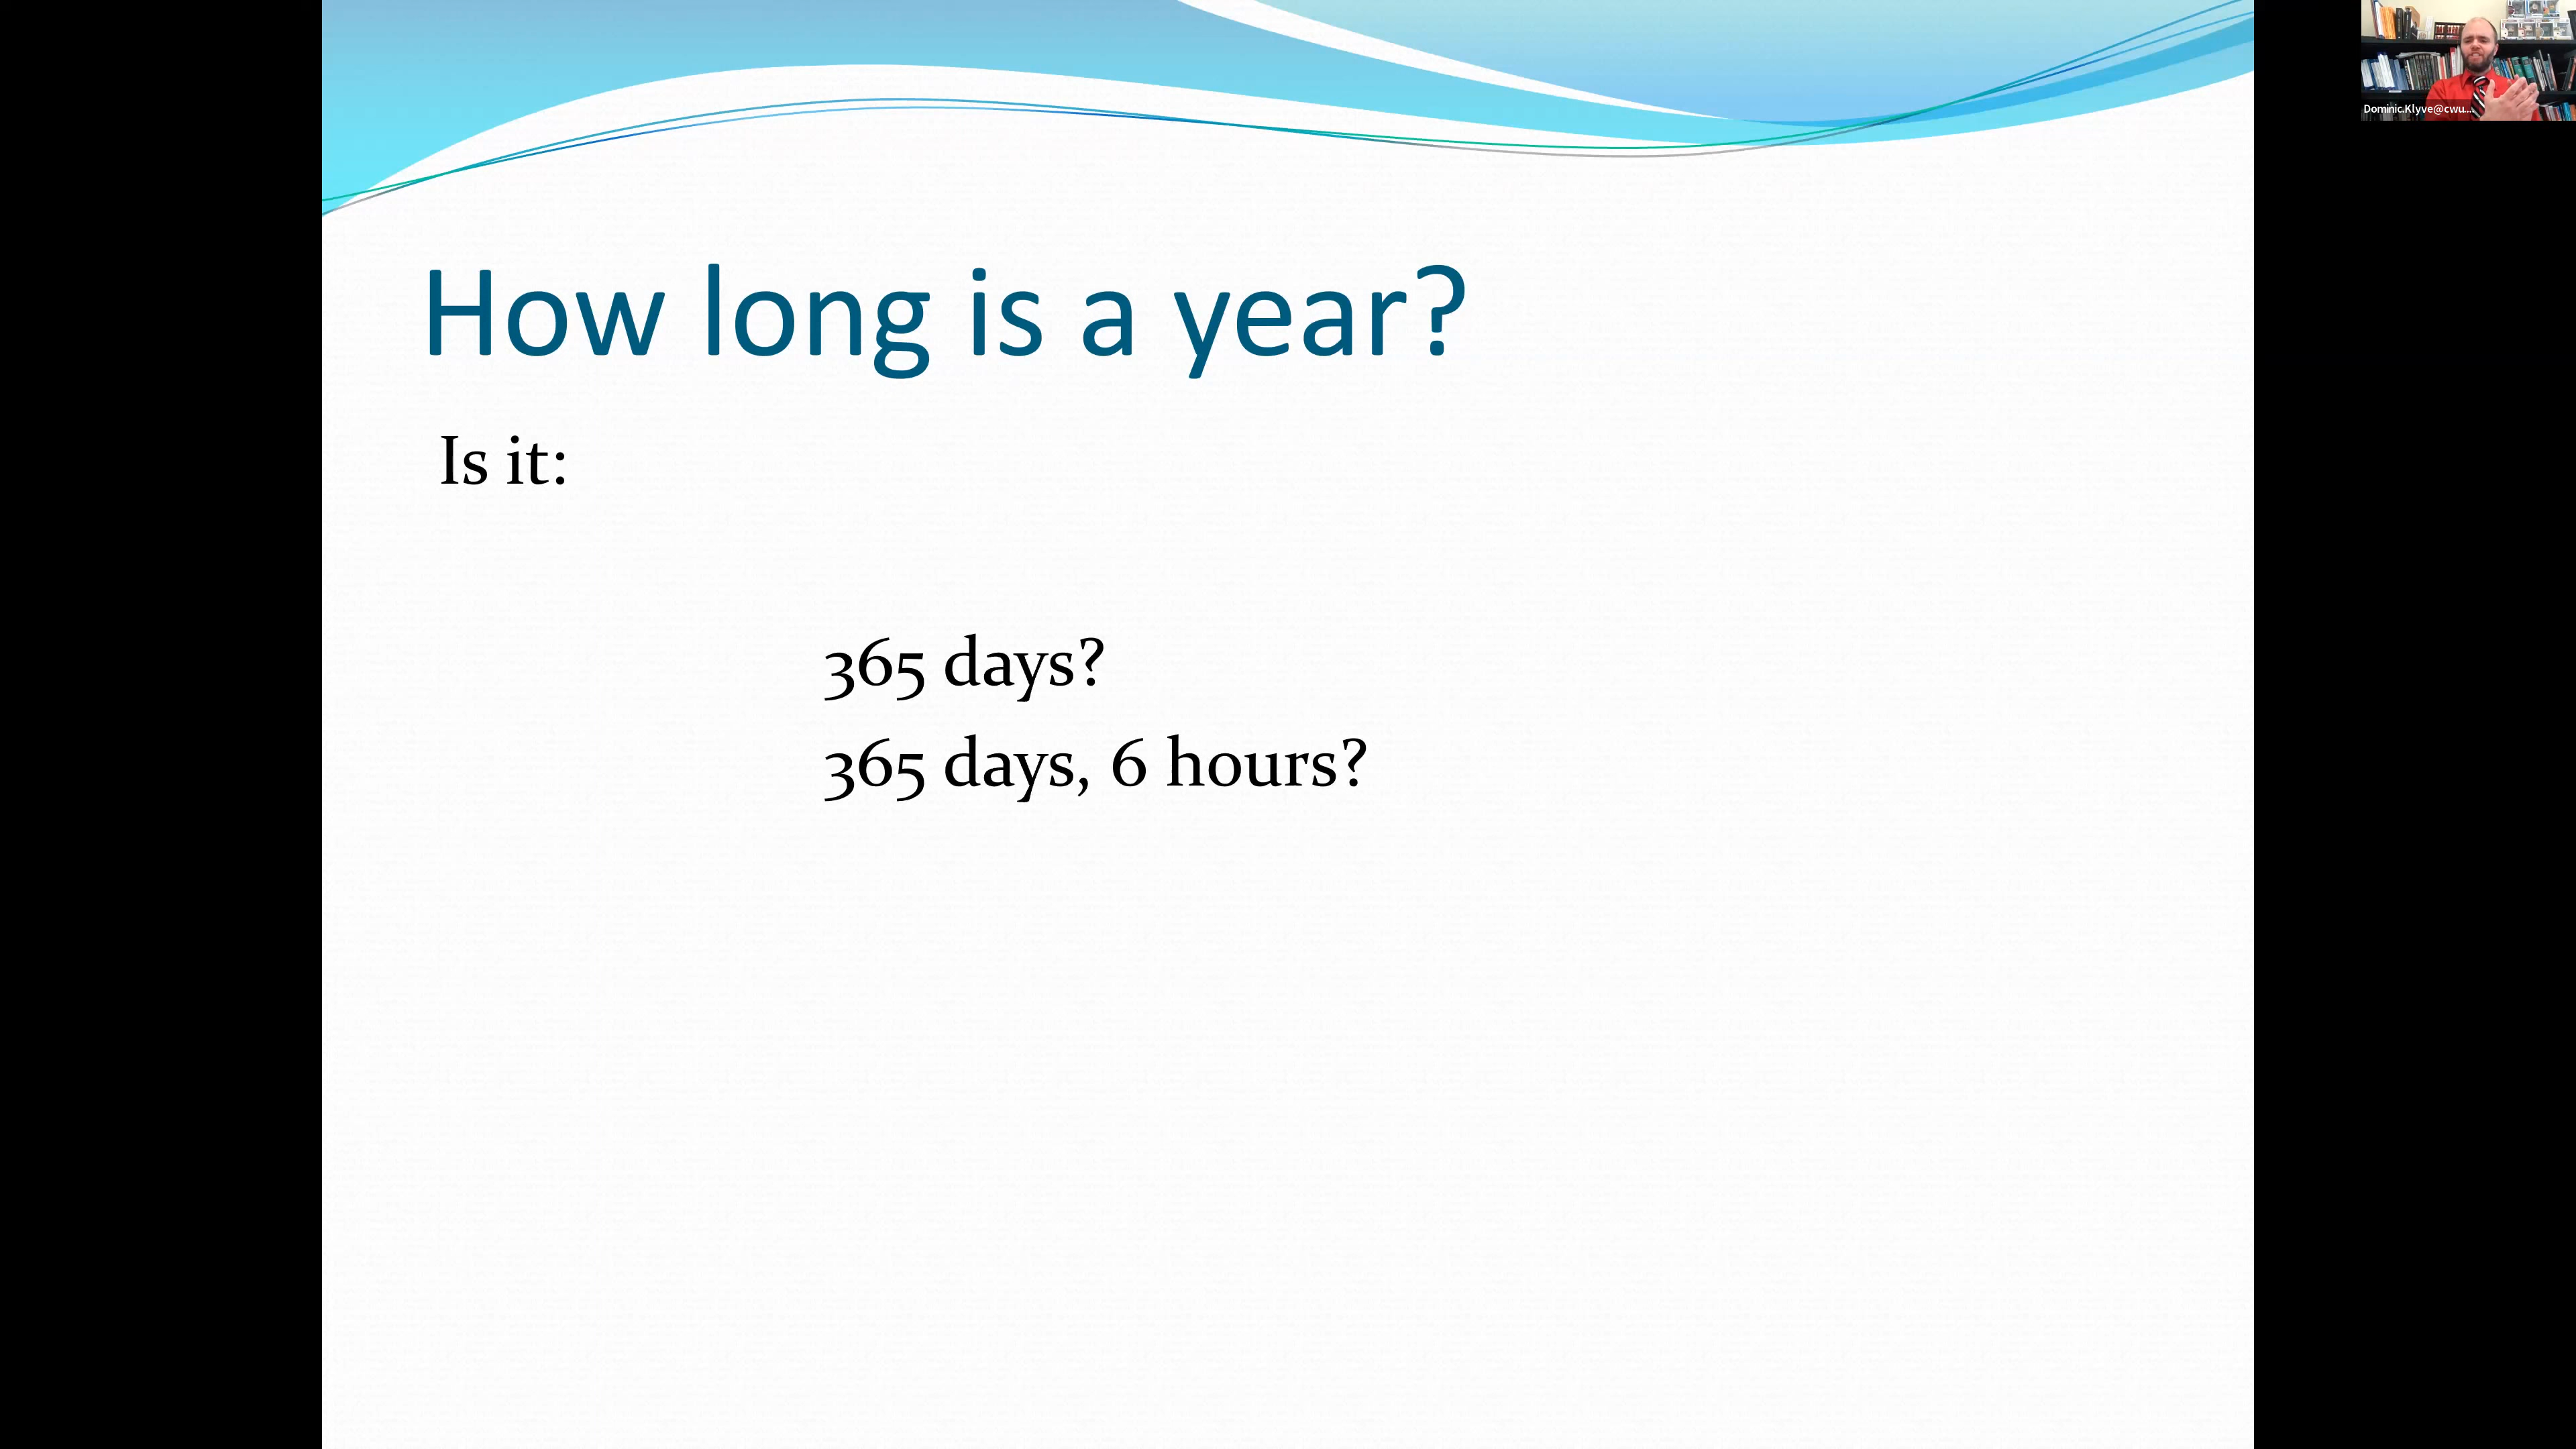 How long is a year?
Is it:
365 days?
365 days, 6 hours?
Dominic.Klyve@cwu...